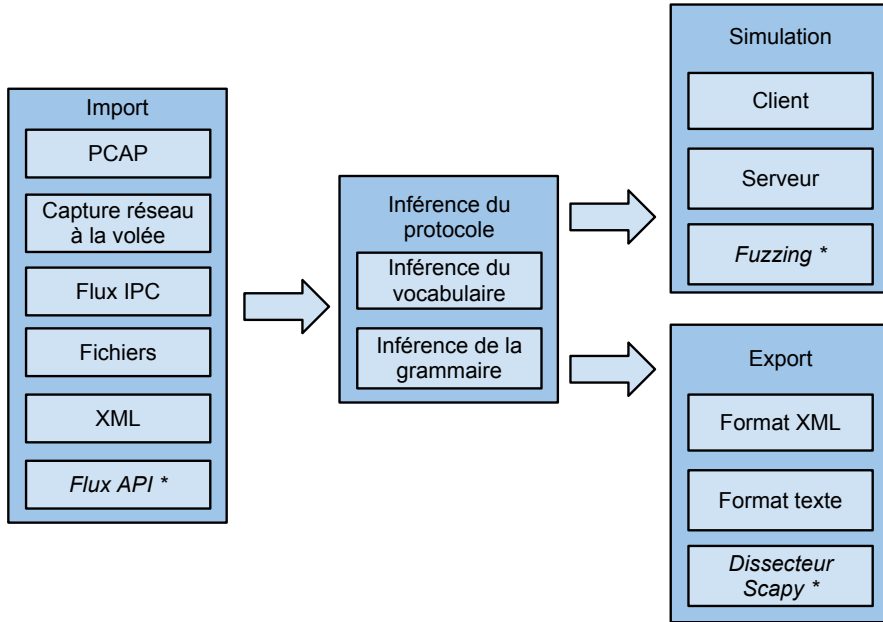 Import
PCAP
Capture réseau
à la volée
Flux IPC
Fichiers
XML
Flux API *
Inférence du
protocole
Inférence du
vocabulaire
Inférence de la
grammaire
Simulation
Client
Serveur
Fuzzing *
Export
Format XML
Format texte
Dissecteur
Scapy *